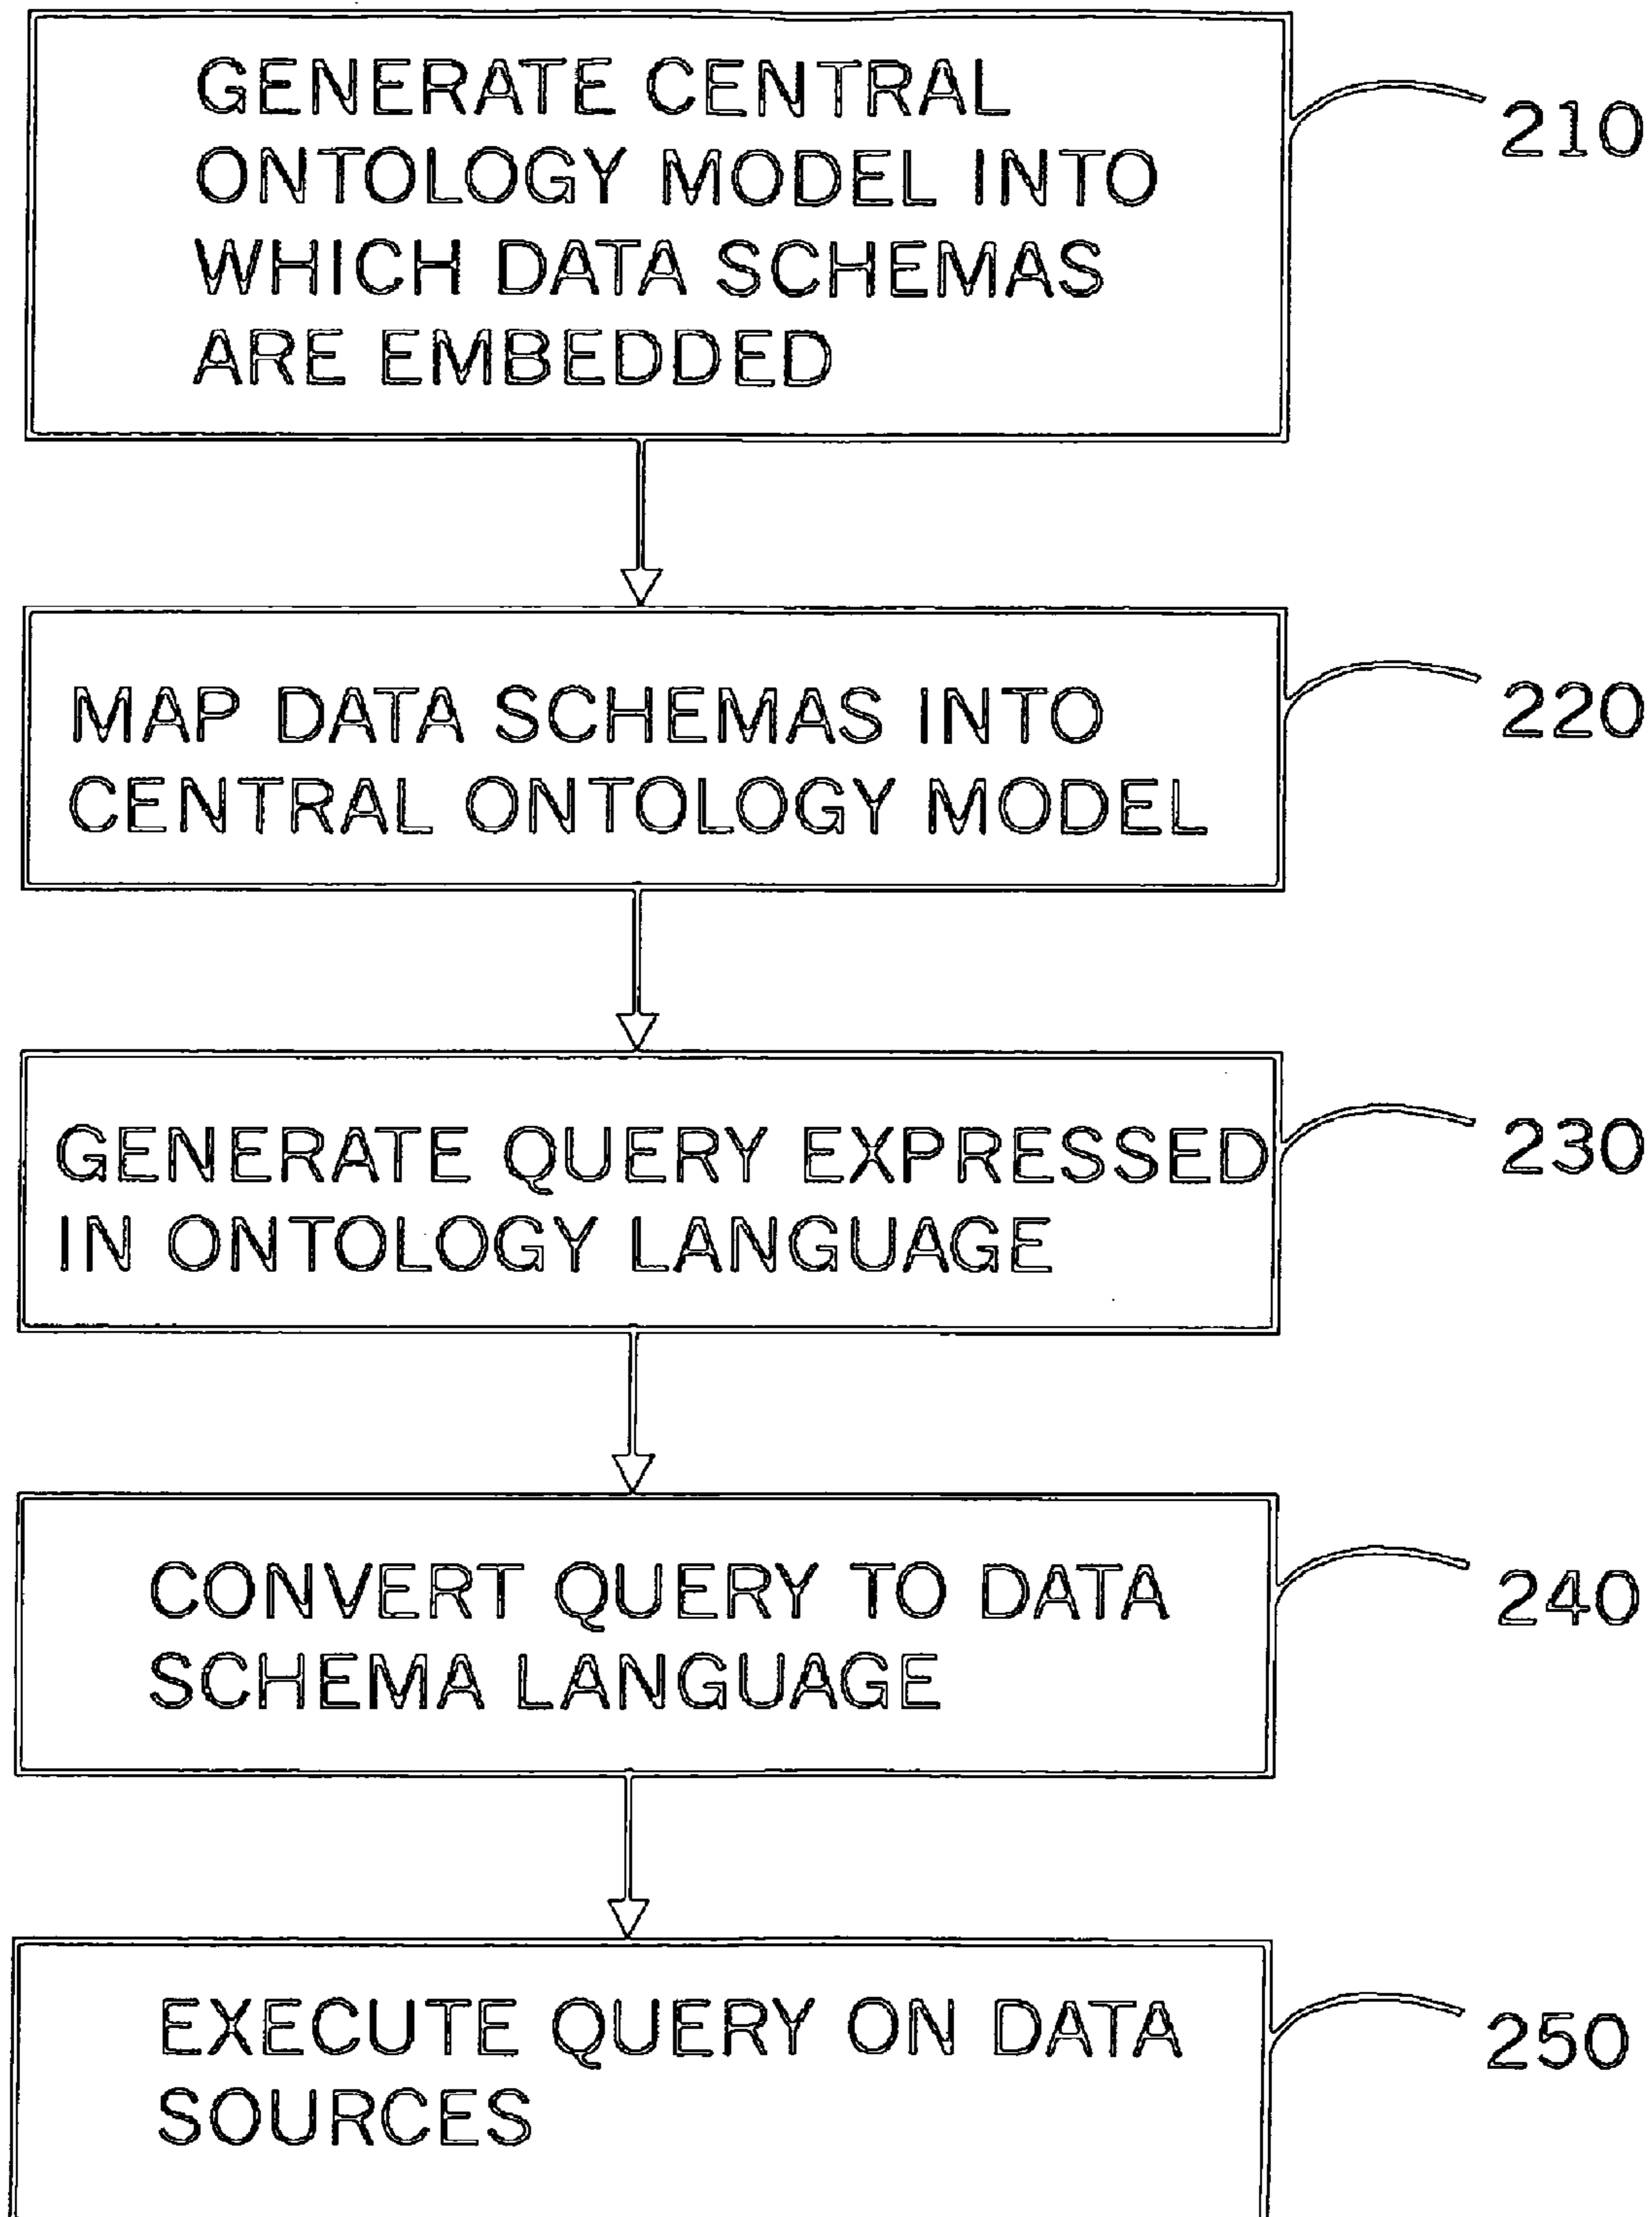 GENERATE CENTRAL
ONTOLOGY MODEL INTO
WHICH DATA SCHEMAS
ARE EMBEDDED
210
MAP DATA SCHEMAS INTO
CENTRAL ONTOLOGY MODEL
220
GENERATE QUERY EXPRESSED
IN ONTOLOGY LANGUAGE
230
CONVERT QUERY TO DATA
SCHEMA LANGUAGE
240
EXECUTE QUERY ON DATA
SOURCES
250